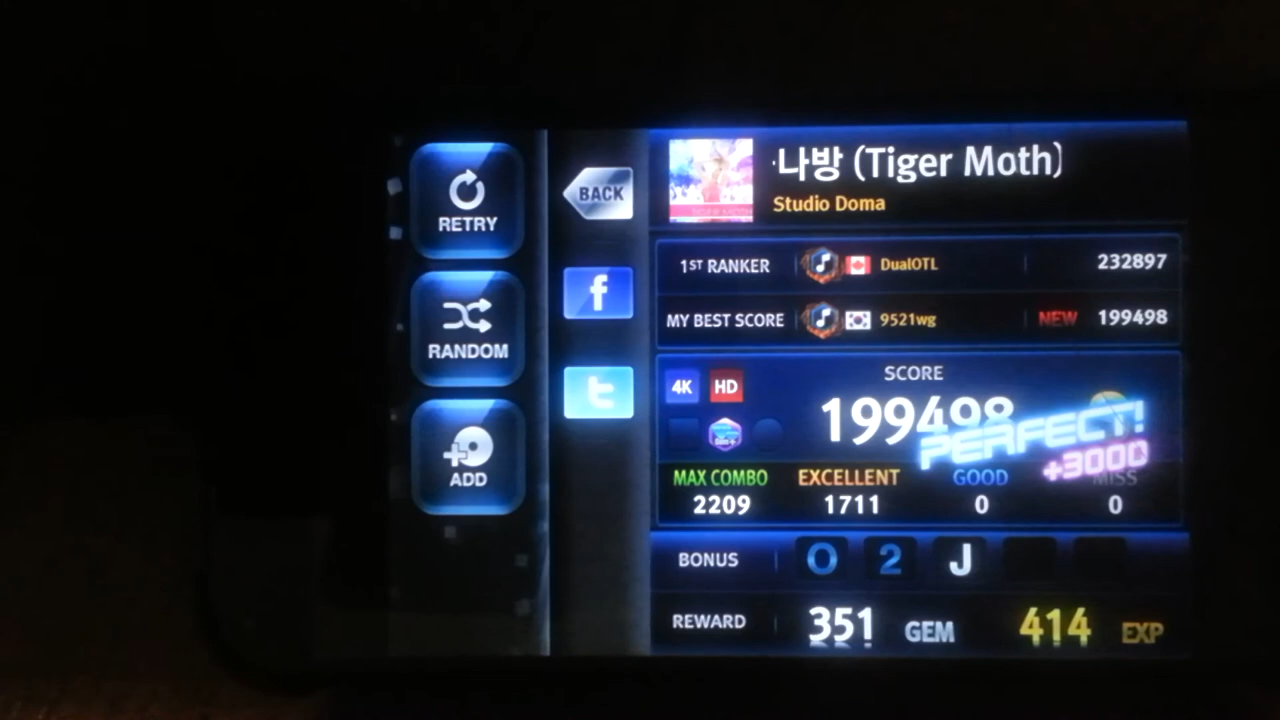 RETRY
RANDOM
ADD
BACK
f
t
나방 (Tiger Moth)
Studio Doma
1ST RANKER DualOTL 232897
MY BEST SCORE 9521wg NEW 199498
4K HD
SCORE
199498
PERFECT!
+3000
MAX COMBO EXCELLENT GOOD MISS
2209 1711 0 0
BONUS O 2 J
REWARD 351 GEM 414 EXP